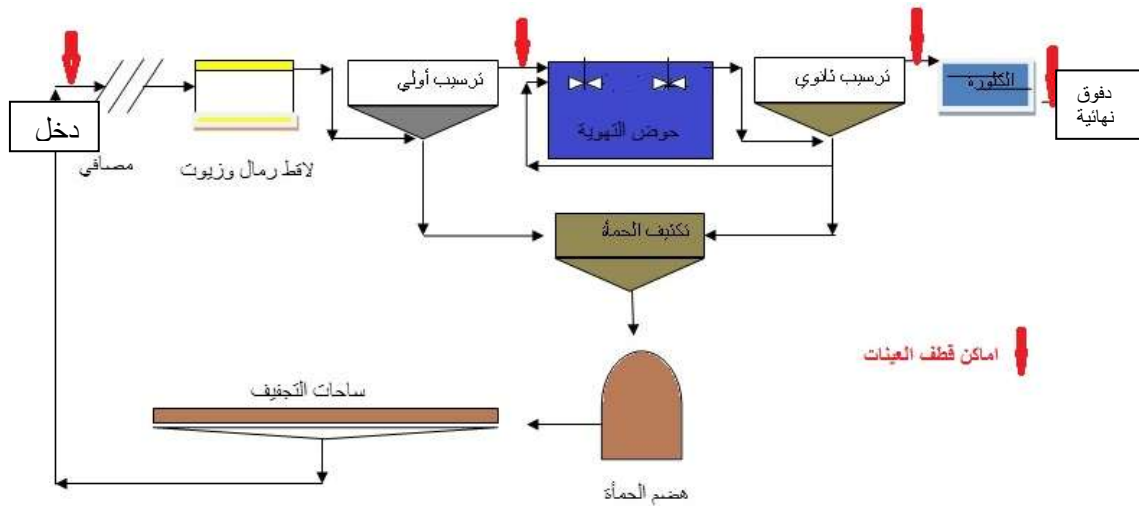 ترسيب أولي
ترسيب ثانوي
الكلورة
دفوق
نهائية
دخل
حوض التهوية
مصافي
لاقط رمال وزيوت
تكثيف الحمأة
اماكن قطف العينات
ساحات التجفيف
هضم الحمأة